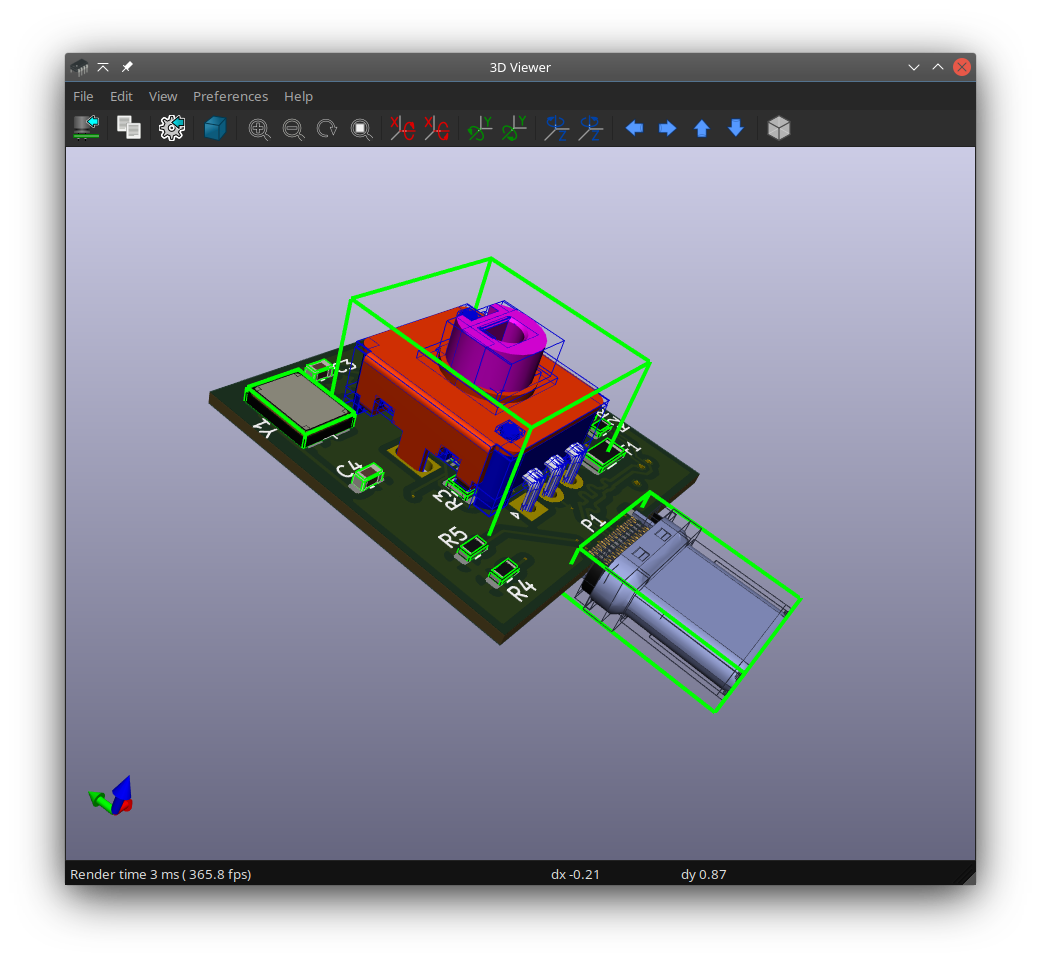 3D Viewer
File Edit View Preferences Help
X X Y Y Z Z
C3
Y1
C4
R3
R5
R4
P1
Render time 3 ms ( 365.8 fps) dx -0.21 dy 0.87